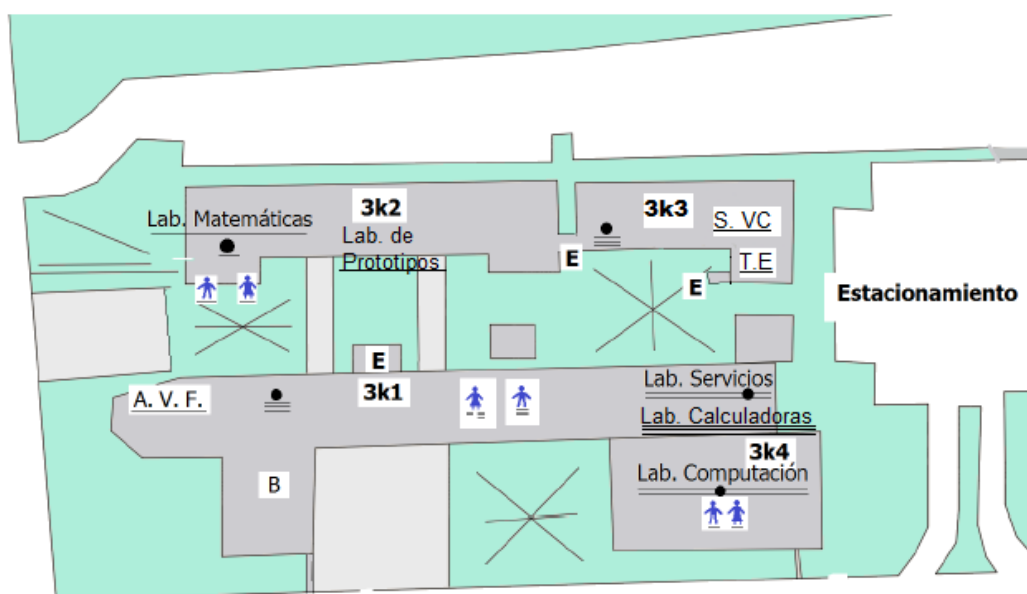 3k2
3k3
Lab. Matemáticas
S. VC
Lab. de
Prototipos
E
T.E
E
Estacionamiento
E
3k1
A. V. F.
Lab. Servicios
Lab. Calculadoras
3k4
Lab. Computación
B